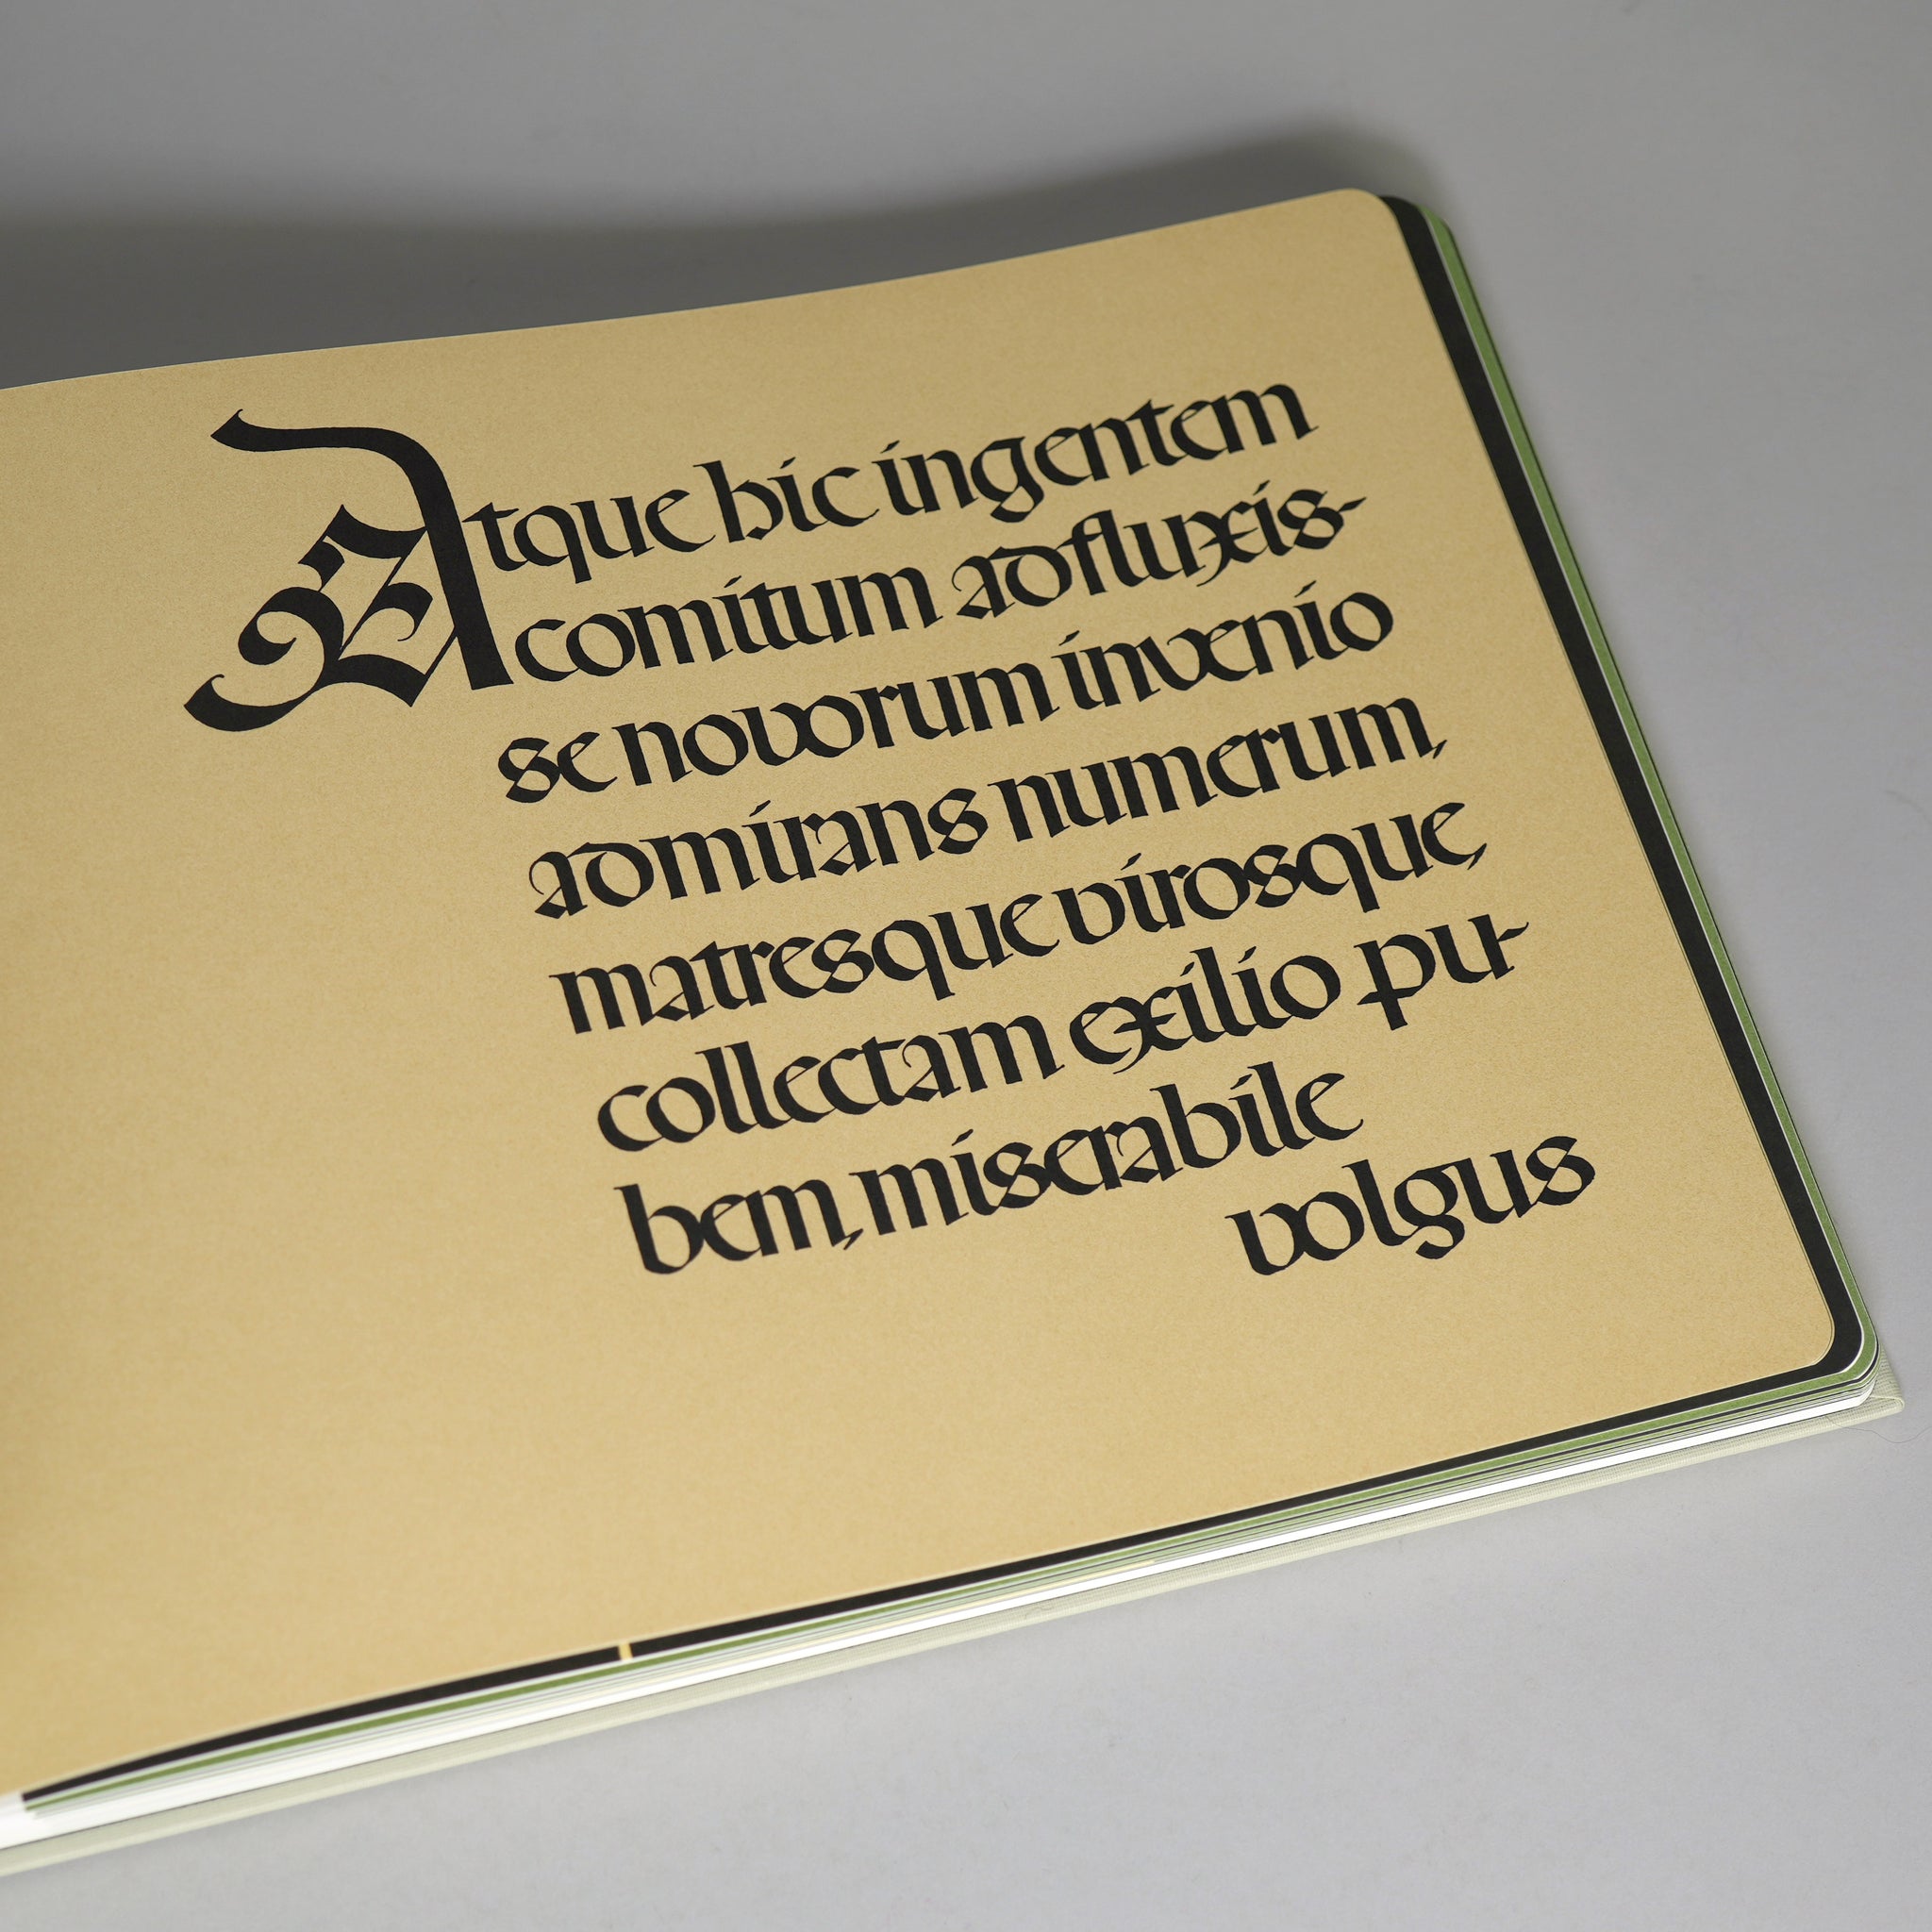 Atque hic ingentem
comitum adfluxis-
se novorum invenio
admirans numerum,
matresque virosque,
collectam exilio pu-
bem, miserabile
volgus